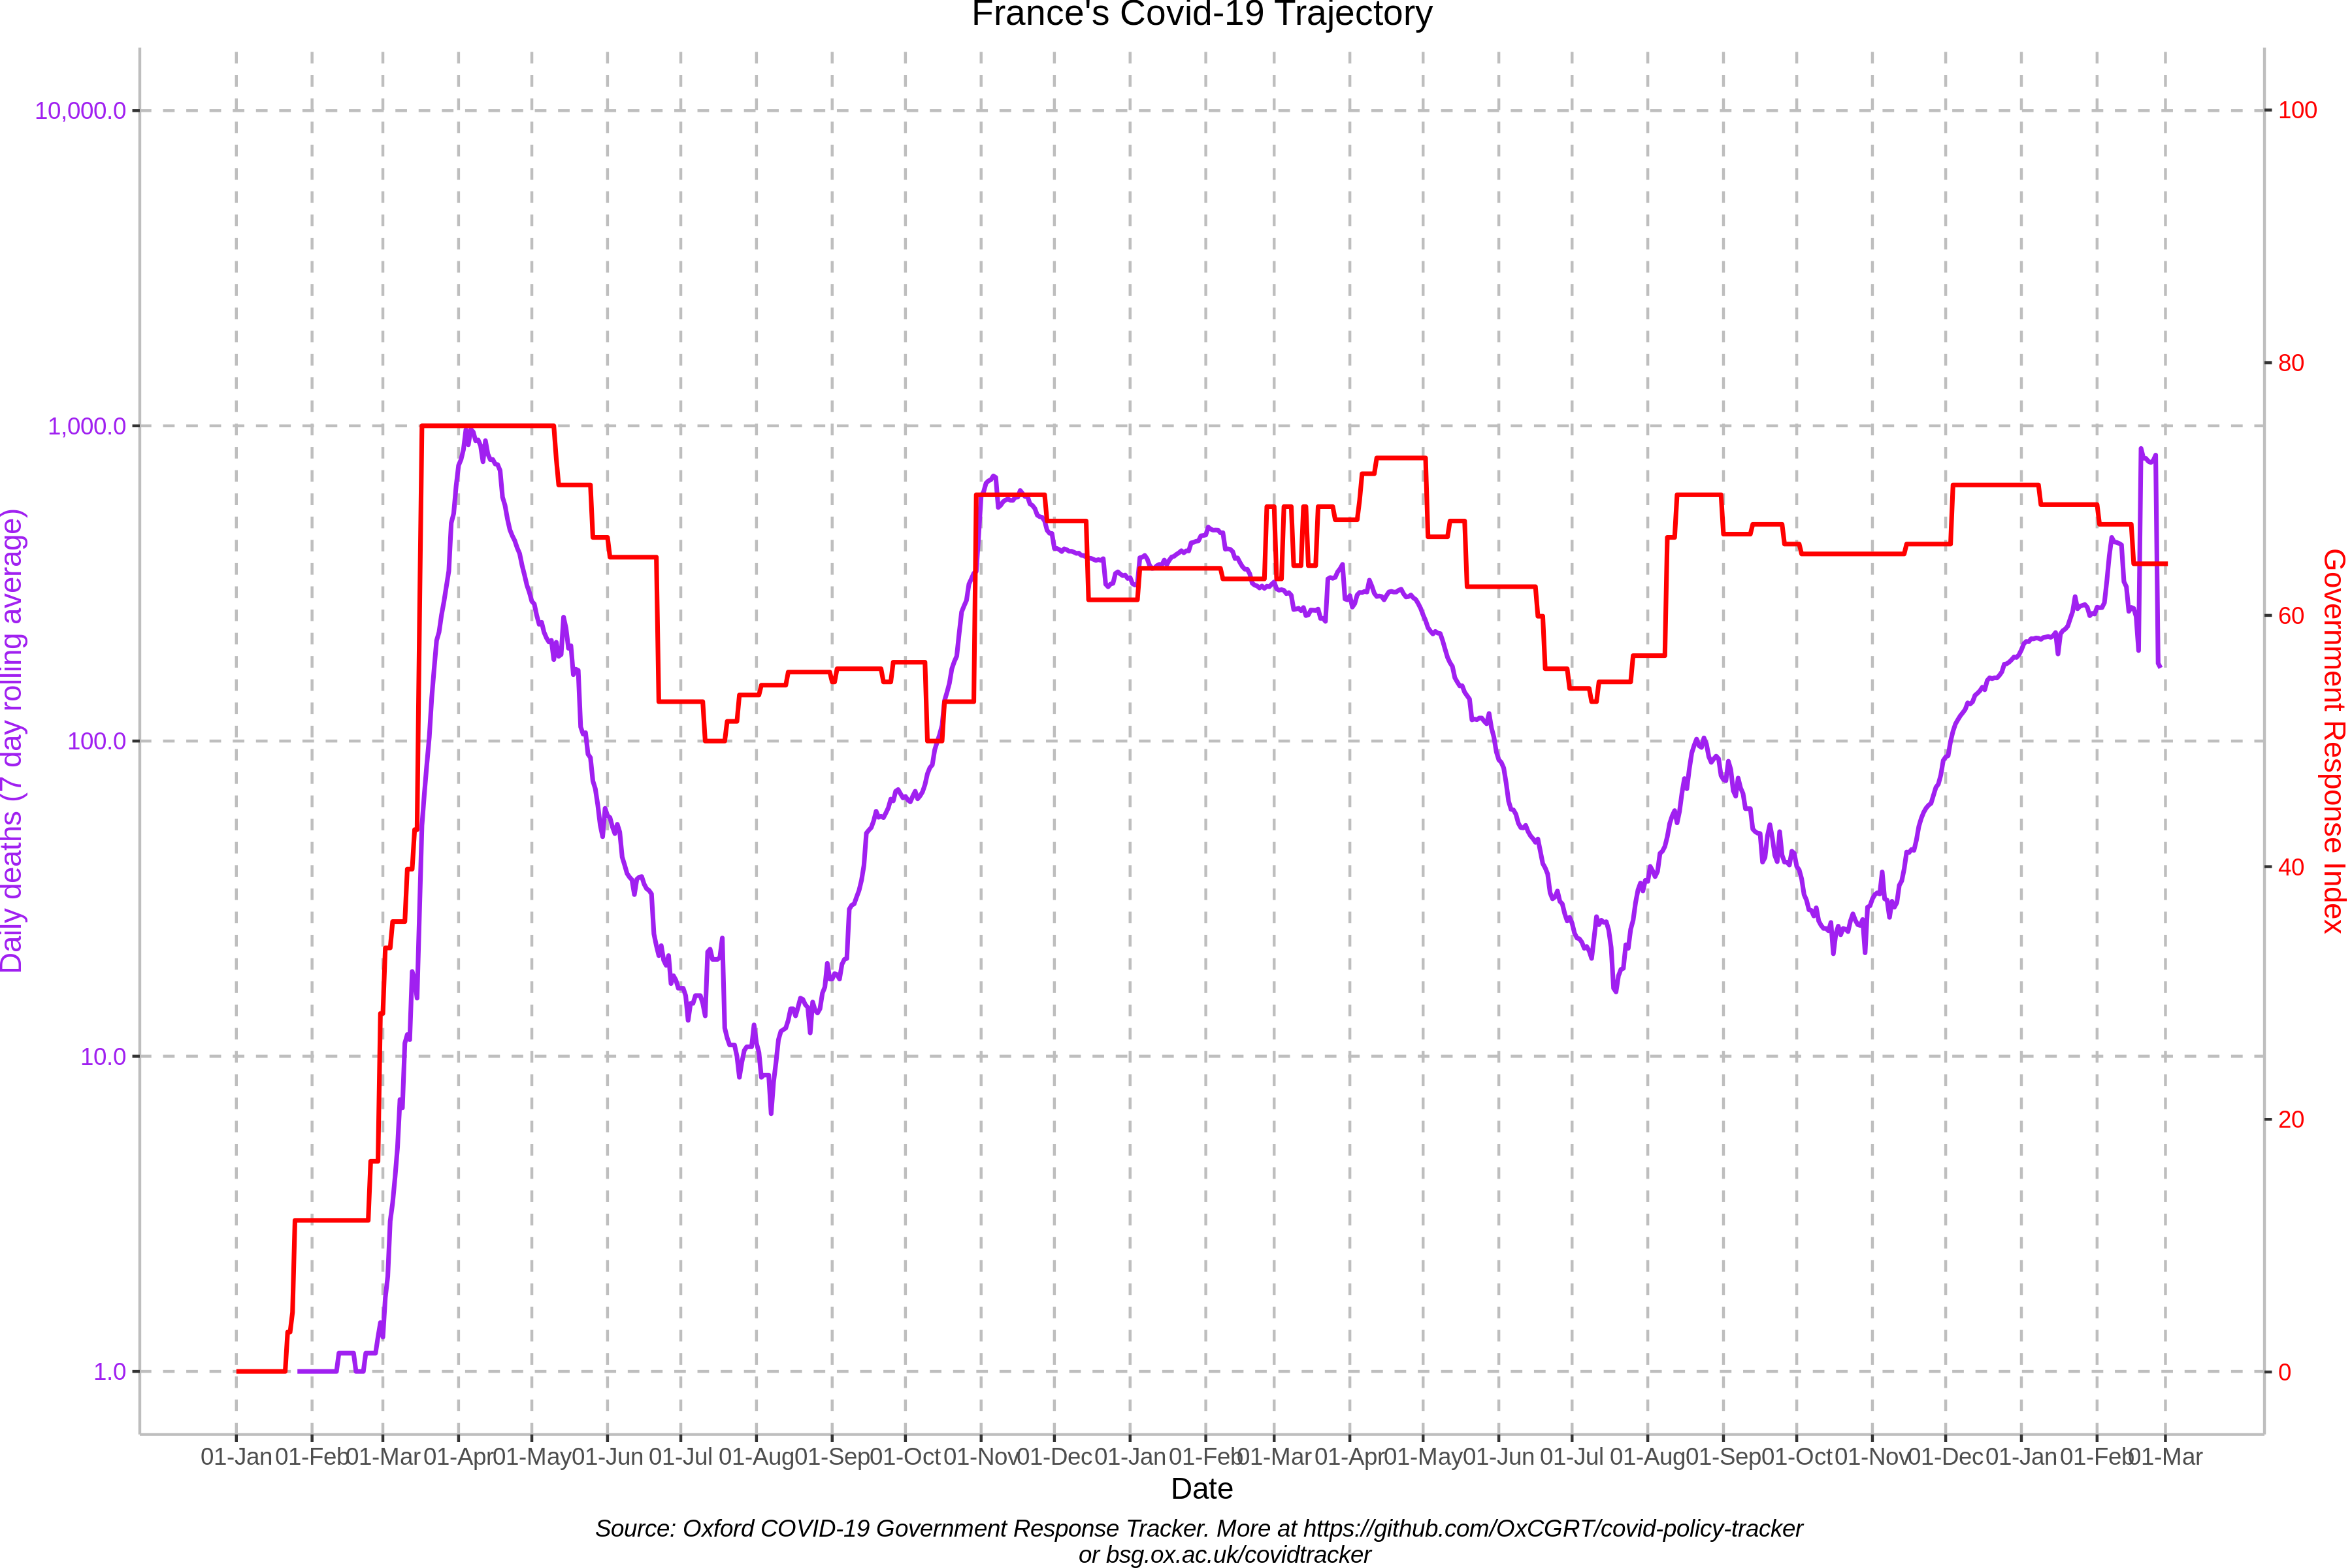 France's Covid-19 Trajectory
10,000.0
1,000.0
100.0
10.0
1.0
Daily deaths (7 day rolling average)
100
80
60
40
20
0
Government Response Index
01-Jan 01-Feb 01-Mar 01-Apr 01-May 01-Jun 01-Jul 01-Aug 01-Sep 01-Oct 01-Nov 01-Dec 01-Jan 01-Feb 01-Mar 01-Apr 01-May 01-Jun 01-Jul 01-Aug 01-Sep 01-Oct 01-Nov 01-Dec 01-Jan 01-Feb 01-Mar
Date
Source: Oxford COVID-19 Government Response Tracker. More at https://github.com/OxCGRT/covid-policy-tracker
or bsg.ox.ac.uk/covidtracker